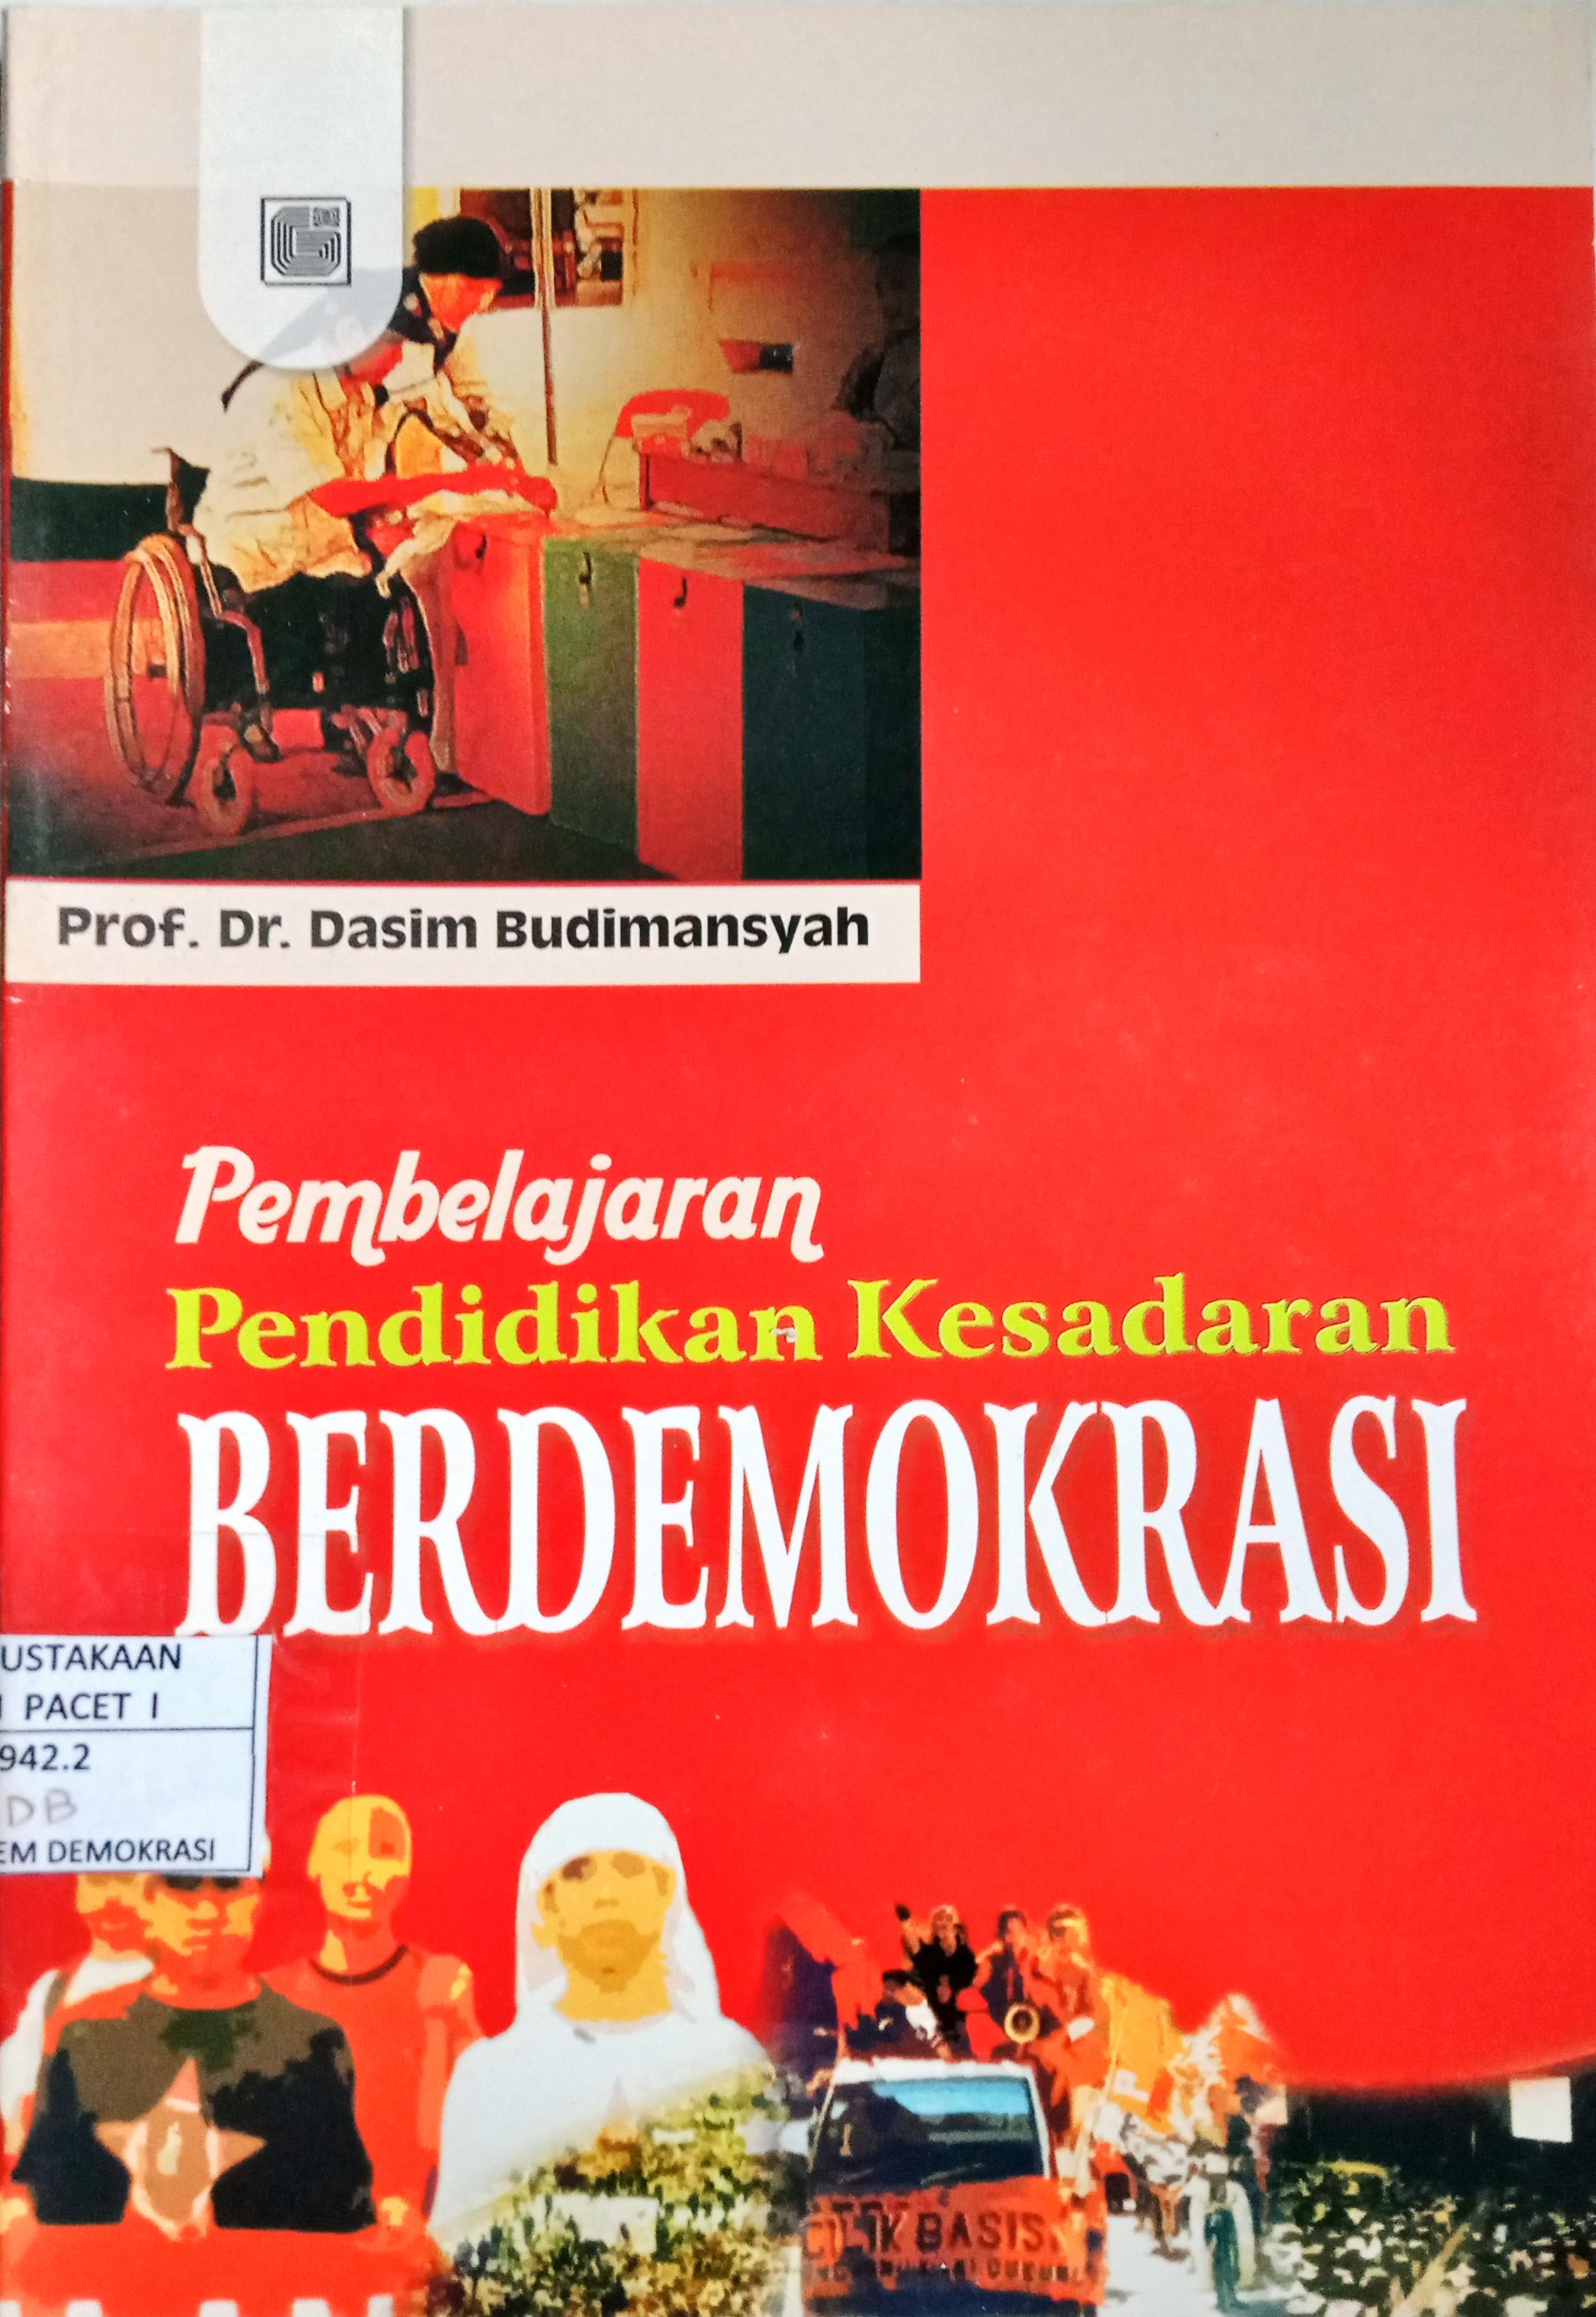 Prof. Dr. Dasim Budimansyah
Pembelajaran
Pendidikan Kesadaran
BERDEMOKRASI
USTAKAAN
PACET I
942.2
DB
EM DEMOKRASI
BASIS